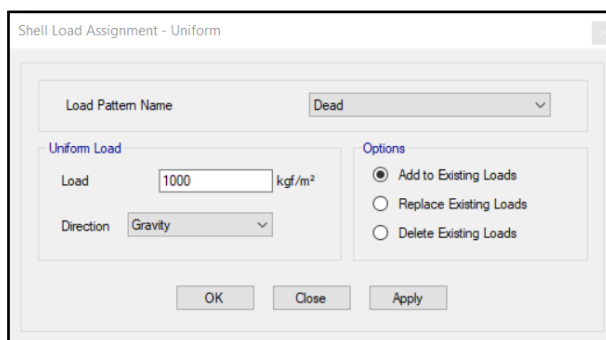 Shell Load Assignment - Uniform
Load Pattern Name Dead
Uniform Load
Load 1000 kgf/m²
Direction Gravity
Options
Add to Existing Loads
Replace Existing Loads
Delete Existing Loads
OK Close Apply